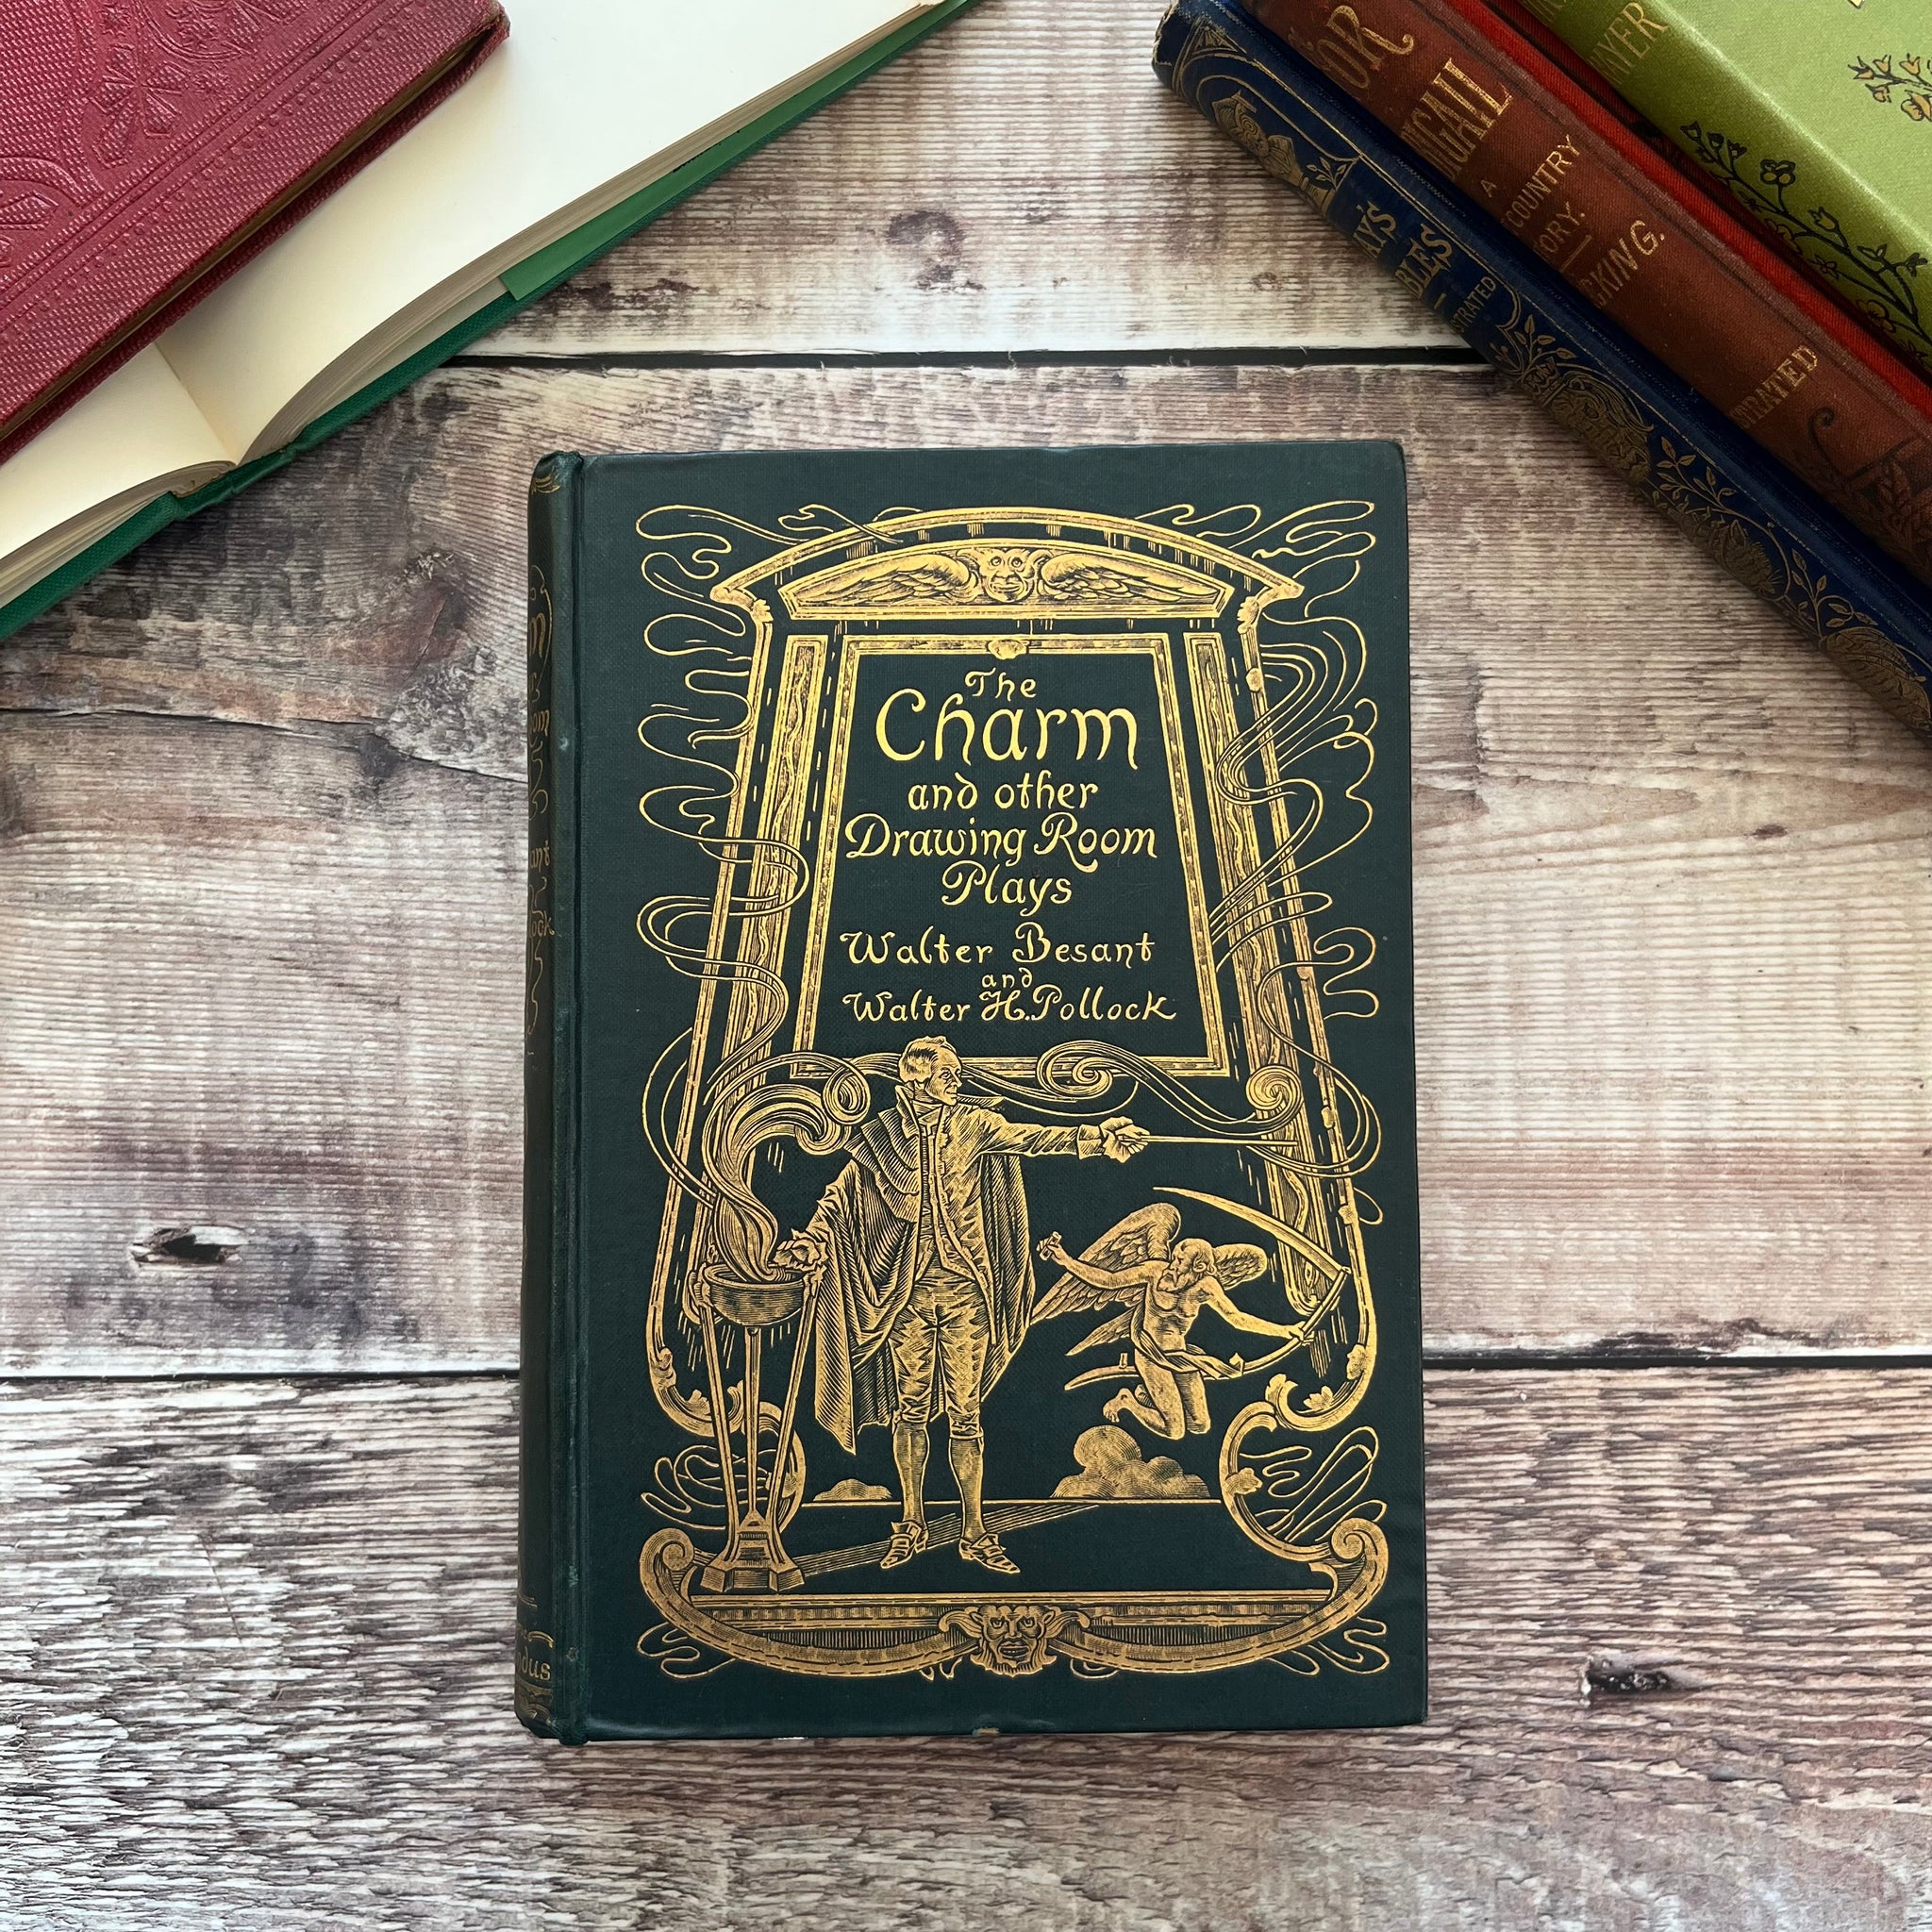 The
Charm
and other
Drawing Room
Plays
Walter Besant
and
Walter H. Pollock
A
COUNTRY